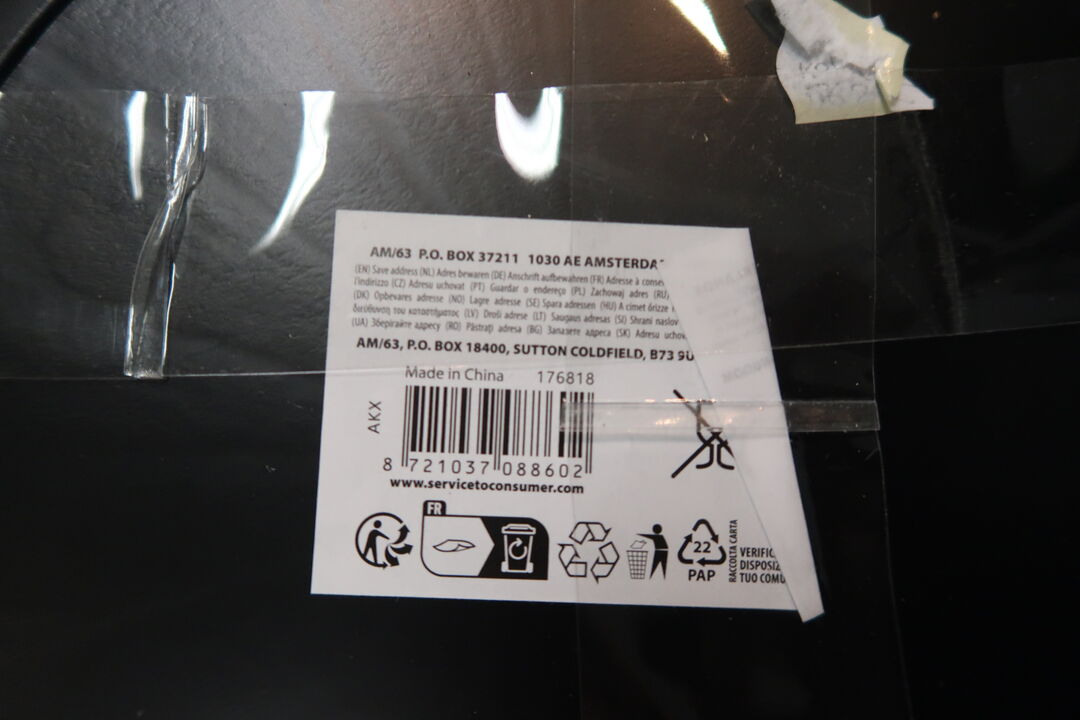 AM/63 P.O. BOX 37211 1030 AE AMSTERDA
(EN) Save address (NL) Adres bewaren (DE) Anschrift aufbewahren (FR) Adresse à conse
l'indirizzo (CZ) Adresu uchovat (PT) Guardar o endereço (PL) Zachowaj adres (RU)
(DK) Opbevares adresse (NO) Lagre adresse (SE) Spara adressen (HU) A címet őrizze
διεύθυνση του καταστήματος (LV) Droši adrese (LT) Saugaus adresas (SI) Shrani naslov
(UA) Зберігайте адресу (RO) Păstrați adresa (BG) Запазете адреса (SK) Adresu uchov
AM/63, P.O. BOX 18400, SUTTON COLDFIELD, B73 9U
Made in China 176818
AKX
8 721037 088602
www.servicetoconsumer.com
FR
22
PAP
RACCOLTA CARTA
VERIFIC
DISPOSIZ
TUO COMU